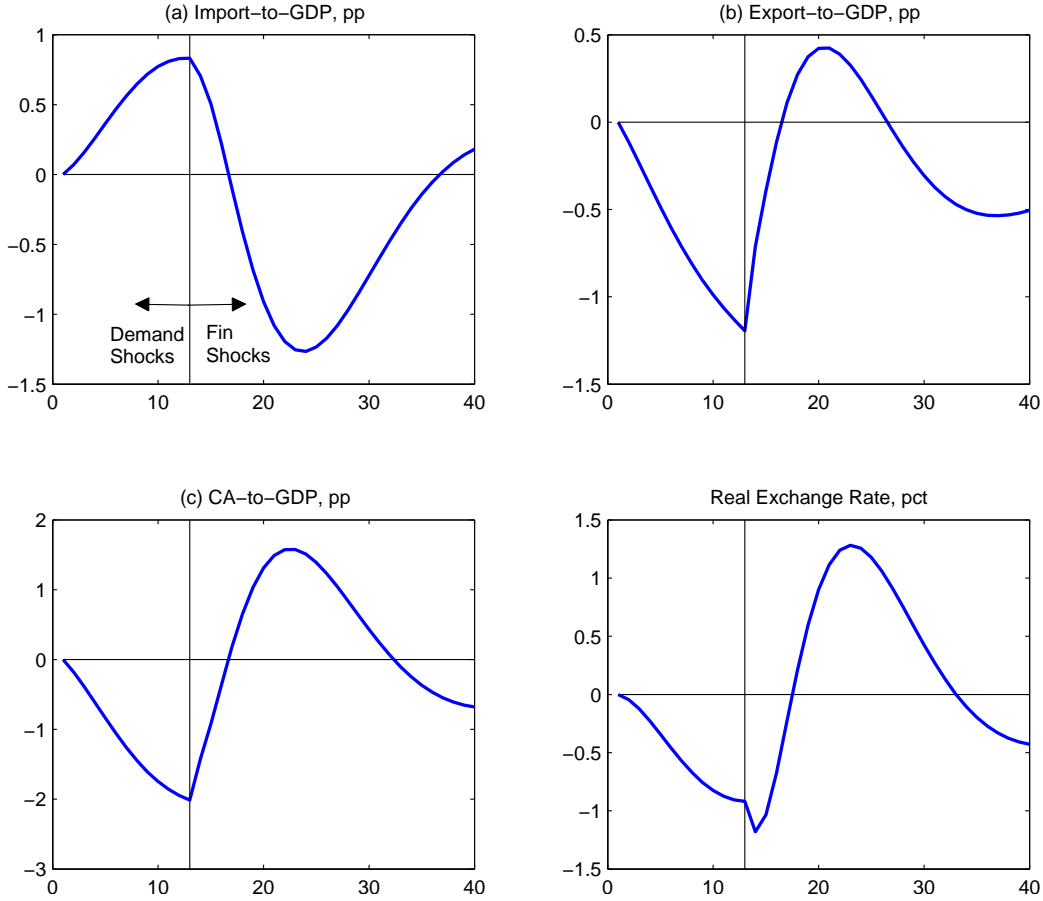 (a) Import−to−GDP, pp
1
0.5
0
−0.5
−1
−1.5
Demand
Shocks
Fin
Shocks
0 10 20 30 40
(b) Export−to−GDP, pp
0.5
0
−0.5
−1
−1.5
0 10 20 30 40
(c) CA−to−GDP, pp
2
1
0
−1
−2
−3
0 10 20 30 40
Real Exchange Rate, pct
1.5
1
0.5
0
−0.5
−1
−1.5
0 10 20 30 40